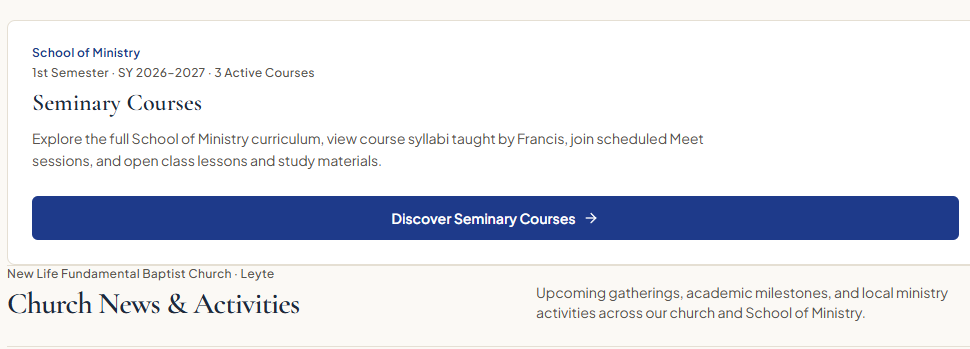 School of Ministry
1st Semester · SY 2026–2027 · 3 Active Courses
Seminary Courses
Explore the full School of Ministry curriculum, view course syllabi taught by Francis, join scheduled Meet
sessions, and open class lessons and study materials.
Discover Seminary Courses →
New Life Fundamental Baptist Church · Leyte
Church News & Activities
Upcoming gatherings, academic milestones, and local ministry
activities across our church and School of Ministry.